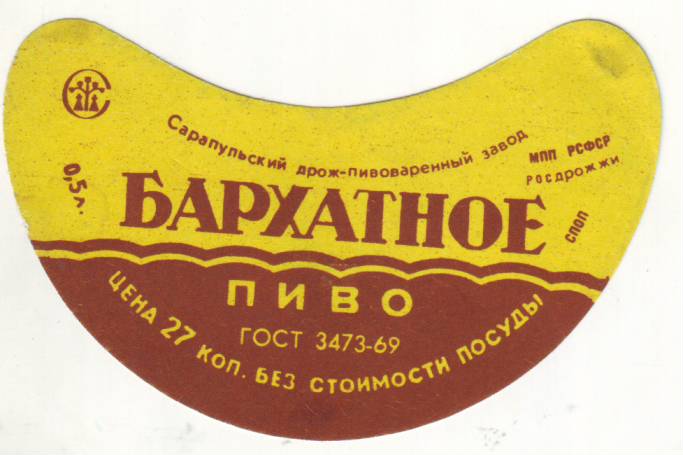 Сарапульский дрож-пивоваренный завод
МПП РСФСР
Росдрожжи
0,5л.
БАРХАТНОЕ
СПОП
ПИВО
ГОСТ 3473-69
ЦЕНА 27 КОП. БЕЗ СТОИМОСТИ ПОСУДЫ